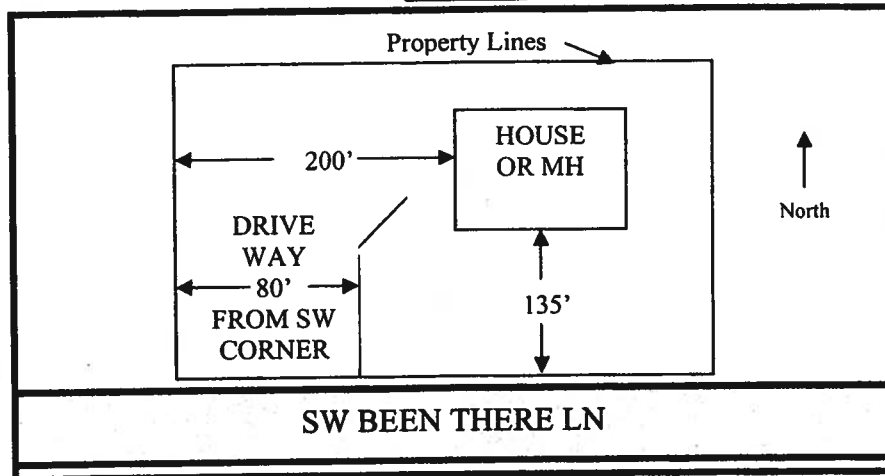 Property Lines
HOUSE
OR MH
200’
North
DRIVE
WAY
80’
FROM SW
CORNER
135’
SW BEEN THERE LN